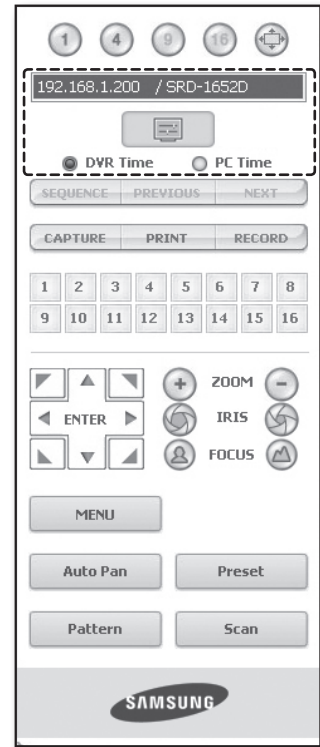 1 4 9 16
192.168.1.200 / SRD-1652D
DVR Time PC Time
SEQUENCE PREVIOUS NEXT
CAPTURE PRINT RECORD
1 2 3 4 5 6 7 8
9 10 11 12 13 14 15 16
ZOOM
ENTER IRIS
FOCUS
MENU
Auto Pan Preset
Pattern Scan
SAMSUNG